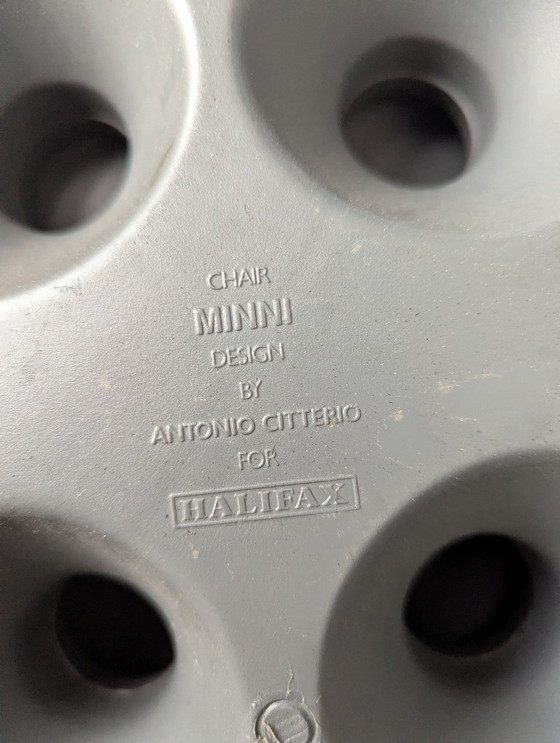 CHAIR
MINNI
DESIGN
BY
ANTONIO CITTERIO
FOR
HALIFAX